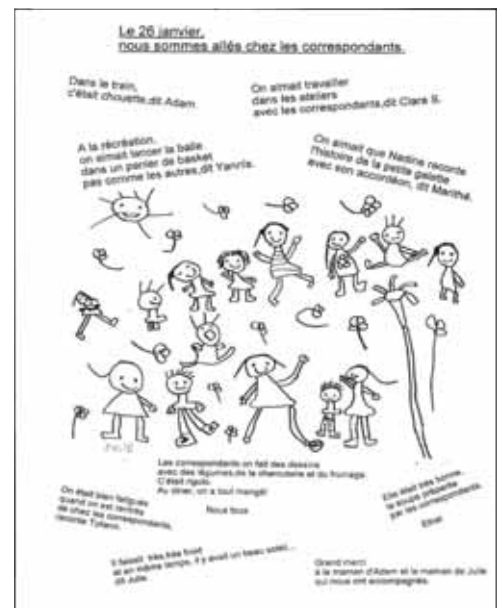 Le 26 janvier,
nous sommes allés chez les correspondants.
Dans le train,
c'était chouette,dit Adam.
On aimait travailler
dans les ateliers
avec les correspondants,dit Clara S.
A la récréation,
on aimait lancer la balle
dans un panier de basket
pas comme les autres,dit Yannis.
On aimait que Nadine raconte
l'histoire de la petite galette
avec son accordéon, dit Marithé.
Les correspondants on fait des dessins
avec des légumes,de la charcuterie et du fromage.
C'était rigolo.
Au dîner, on a tout mangé!
Nous tous
On était bien fatigués
quand on est rentrés
de chez les correspondants,
raconte
Elle était très bonne,
la soupe préparée
par les correspondants.
Il faisait très,très froid
et en même temps, il y avait un beau soleil...
dit Julie.
Grand merci
à la maman d'Adam et la maman de Julie
qui nous ont accompagnés.